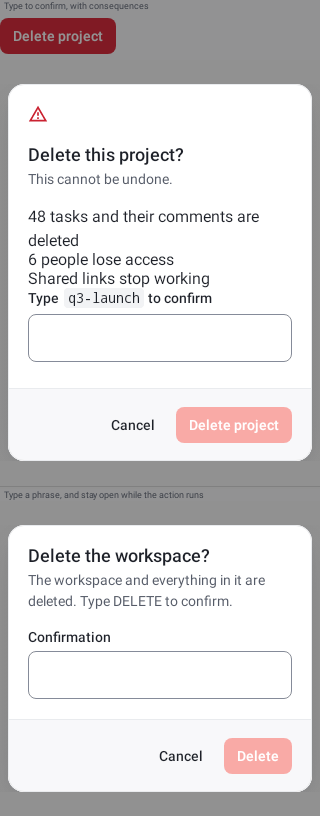 Type to confirm, with consequences
Delete project
Delete this project?
This cannot be undone.
48 tasks and their comments are
deleted
6 people lose access
Shared links stop working
Type q3-launch to confirm
Cancel
Delete project
Type a phrase, and stay open while the action runs
Delete the workspace?
The workspace and everything in it are
deleted. Type DELETE to confirm.
Confirmation
Cancel
Delete